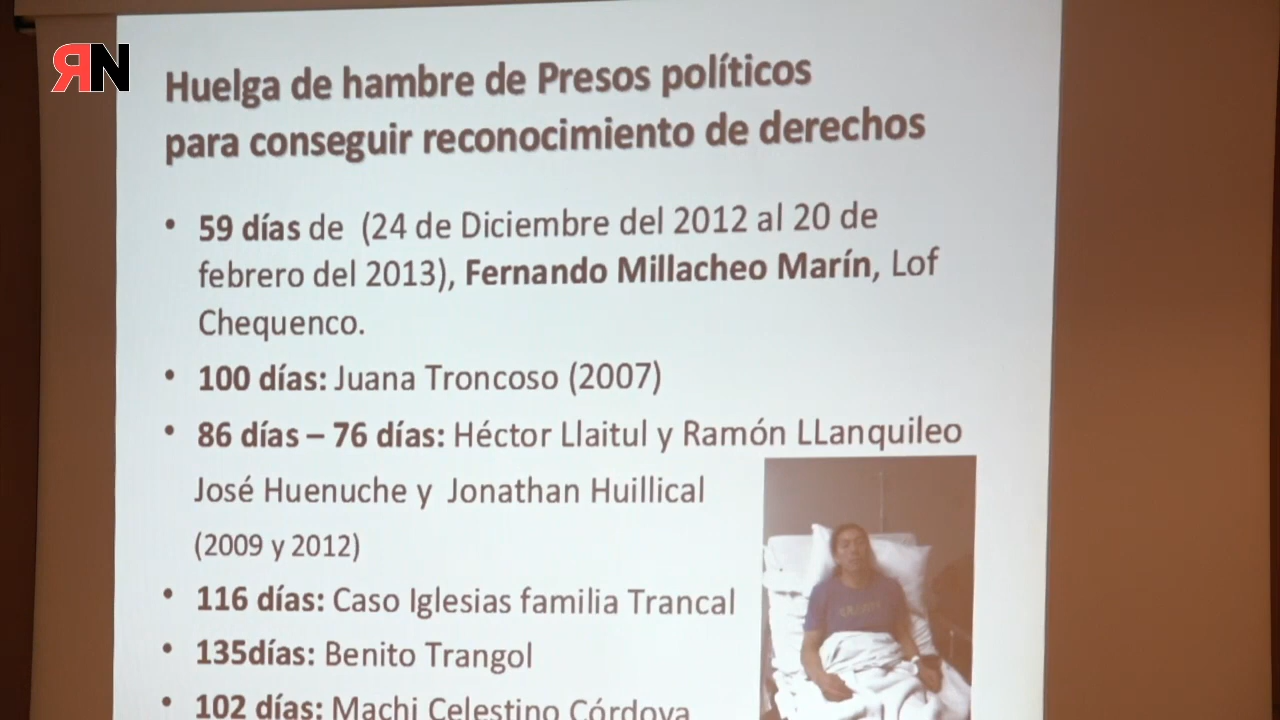 RN
Huelga de hambre de Presos políticos
para conseguir reconocimiento de derechos
• 59 días de (24 de Diciembre del 2012 al 20 de
febrero del 2013), Fernando Millacheo Marín, Lof
Chequenco.
• 100 días: Juana Troncoso (2007)
• 86 días – 76 días: Héctor Llaitul y Ramón LLanquileo
José Huenuche y Jonathan Huillical
(2009 y 2012)
• 116 días: Caso Iglesias familia Trancal
• 135días: Benito Trangol
• 102 días: Machi Celestino Córdova